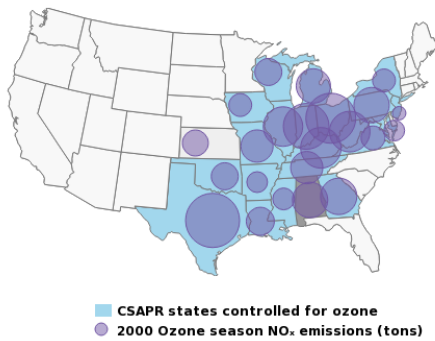 CSAPR states controlled for ozone
2000 Ozone season NOₓ emissions (tons)